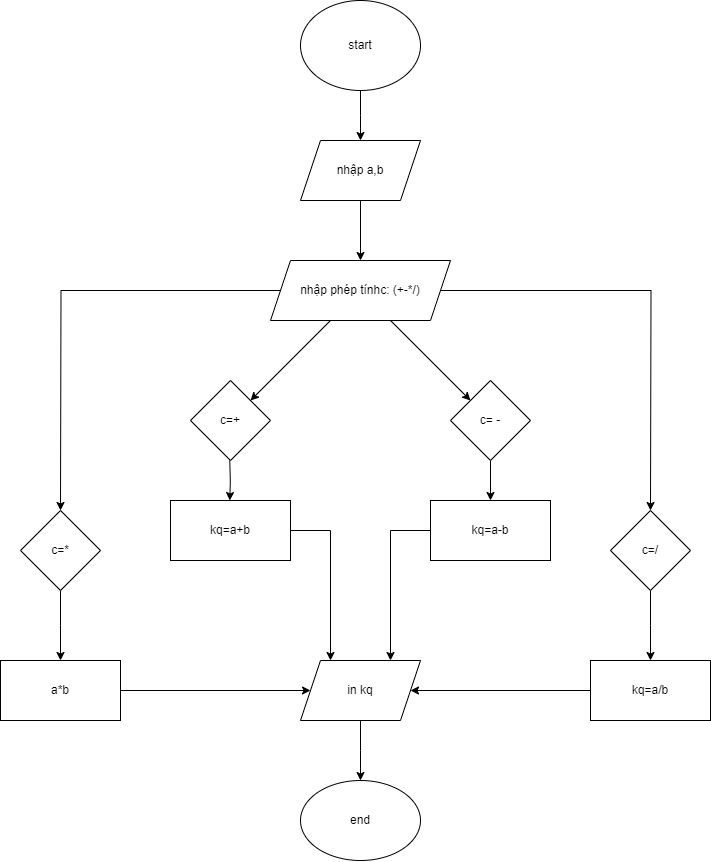 start
nhập a,b
nhập phép tínhc: (+-*/)
c=+
c= -
kq=a+b
kq=a-b
c=*
c=/
a*b
in kq
kq=a/b
end